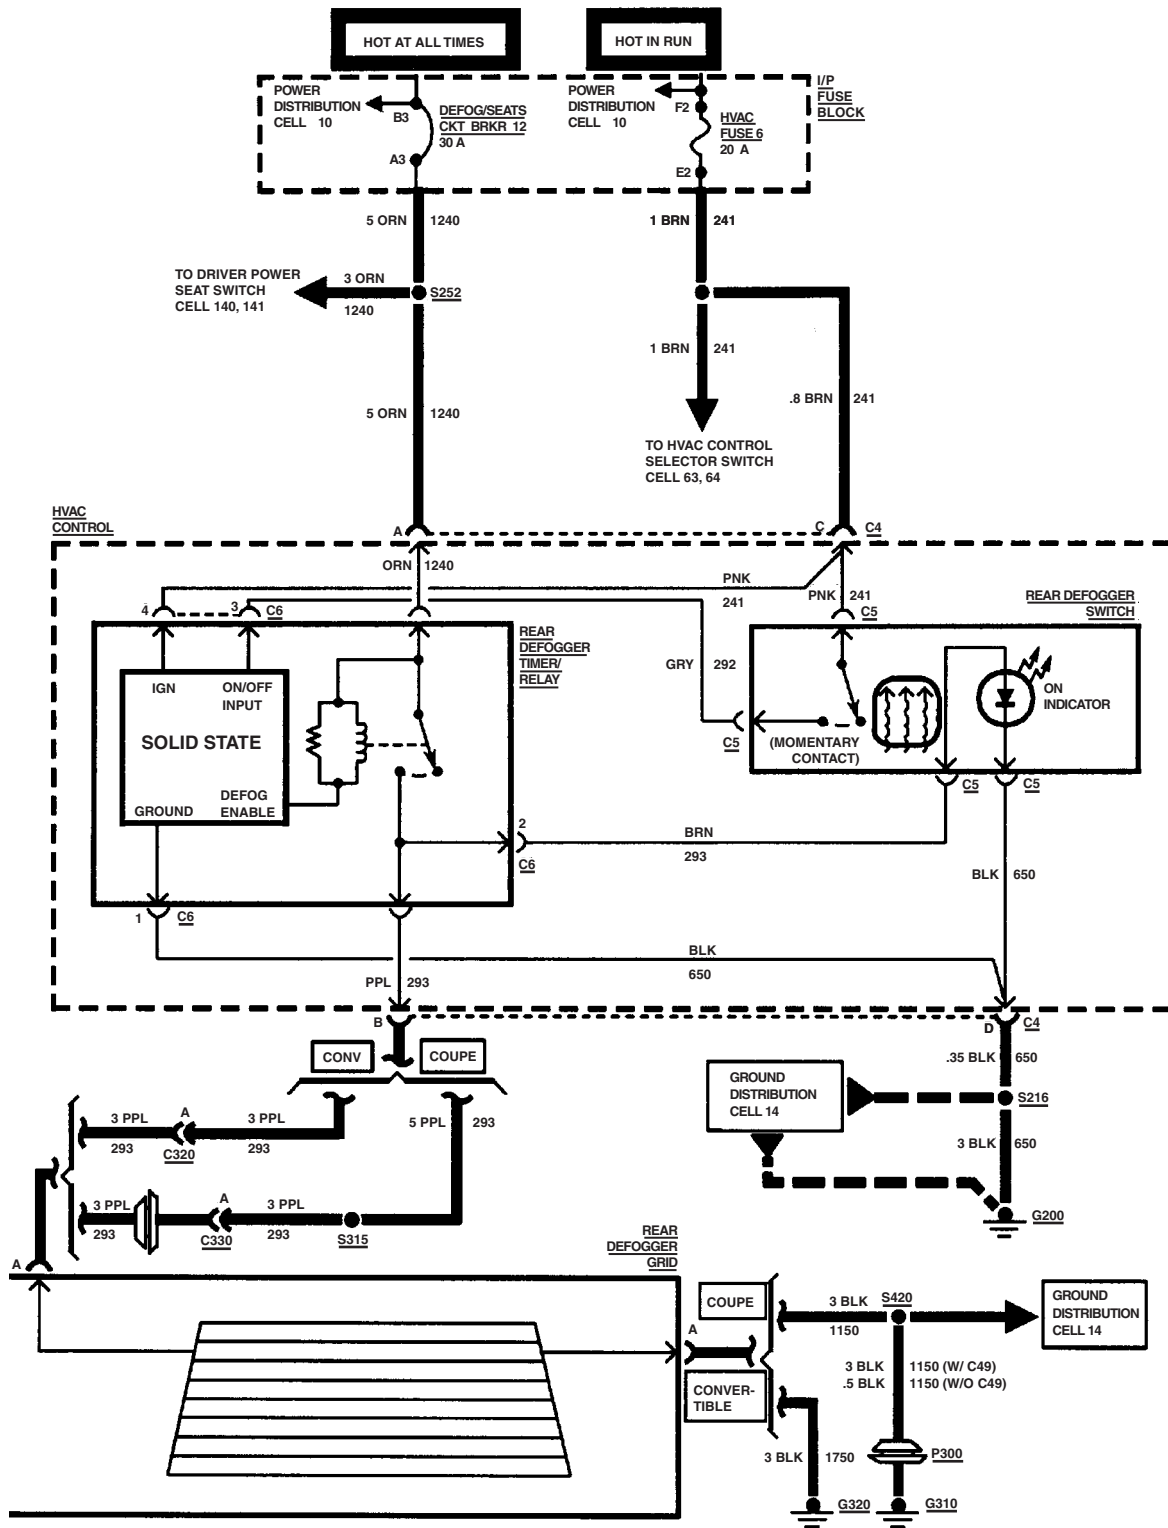 HOT AT ALL TIMES
HOT IN RUN
POWER
DISTRIBUTION
CELL 10
B3
DEFOG/SEATS
CKT BRKR 12
30 A
A3
POWER
DISTRIBUTION
CELL 10
F2
HVAC
FUSE 6
20 A
E2
I/P
FUSE
BLOCK
5 ORN 1240
1 BRN 241
TO DRIVER POWER
SEAT SWITCH
CELL 140, 141
3 ORN
1240
S252
1 BRN 241
5 ORN 1240
.8 BRN 241
TO HVAC CONTROL
SELECTOR SWITCH
CELL 63, 64
HVAC
CONTROL
A
C
C4
ORN 1240
PNK
241
PNK 241
4
3
C6
C5
REAR DEFOGGER
SWITCH
REAR
DEFOGGER
TIMER/
RELAY
GRY 292
IGN
ON/OFF
INPUT
SOLID STATE
GROUND
DEFOG
ENABLE
ON
INDICATOR
C5
(MOMENTARY
CONTACT)
C5
C5
2
C6
BRN
293
BLK 650
1
C6
BLK
650
PPL 293
B
D
C4
CONV
COUPE
.35 BLK 650
GROUND
DISTRIBUTION
CELL 14
S216
3 PPL
293
A
C320
3 PPL
293
5 PPL 293
3 BLK 650
3 PPL
293
A
C330
3 PPL
293
S315
G200
REAR
DEFOGGER
GRID
A
COUPE
3 BLK
1150
S420
GROUND
DISTRIBUTION
CELL 14
A
3 BLK 1150 (W/ C49)
.5 BLK 1150 (W/O C49)
CONVER-
TIBLE
3 BLK 1750
P300
G320
G310